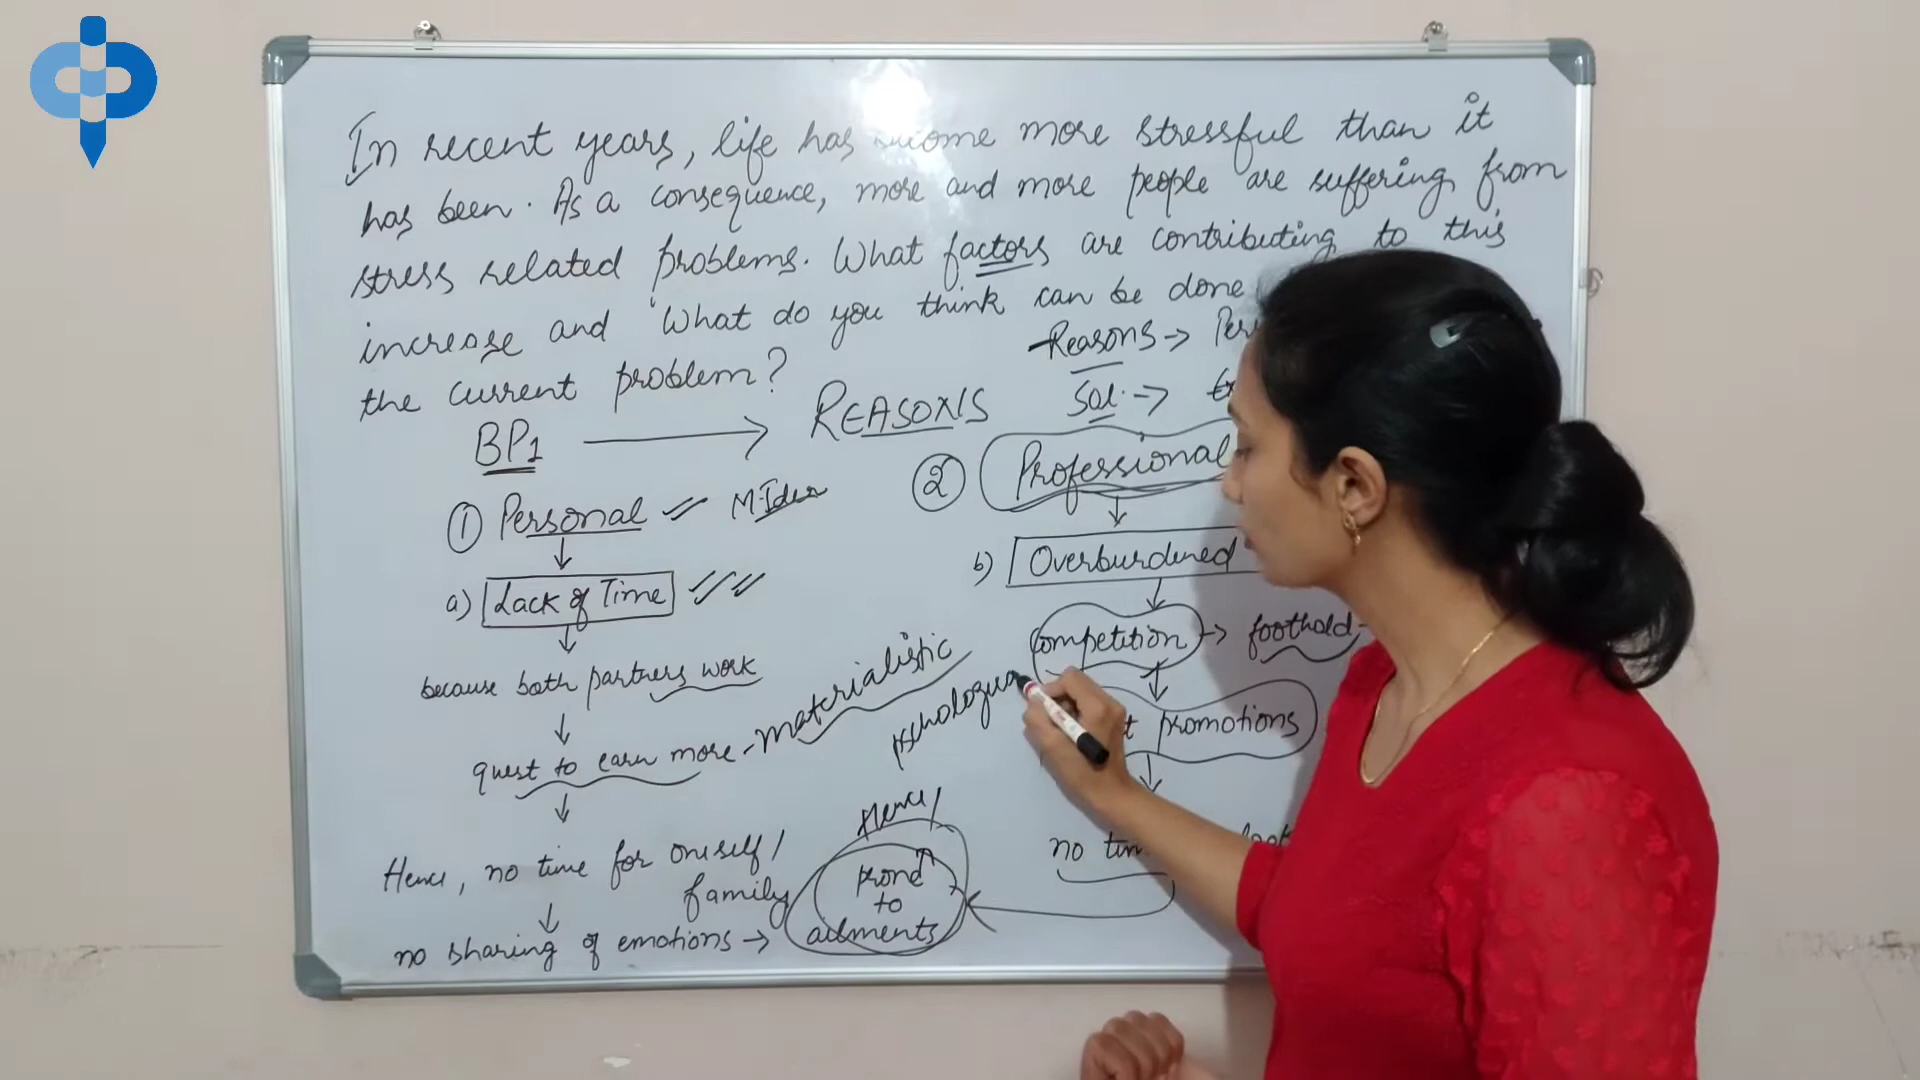 In recent years, life has become more stressful than it
has been. As a consequence, more and more people are suffering from
stress related problems. What factors are contributing to this
increase and What do you think can be done
the current problem?
Reasons →
Sol. →
BP1 → REASONS
① Personal M.Idea
a) Lack of Time
because both partners work
quest to earn more - materialistic
Hence, no time for oneself/
family
no sharing of emotions →
Hence/
prone
to
ailments
② Professional
b) Overburdened
Competition → foothold -
promotions
no